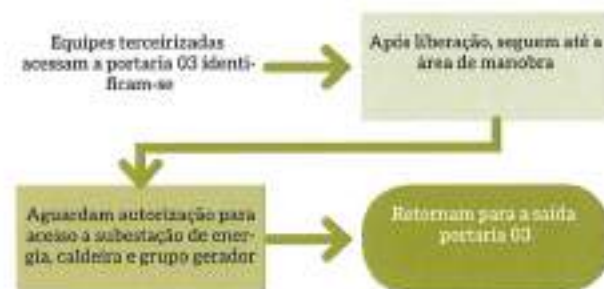 Equipes terceirizadas
acessam a portaria 03 identi-
ficam-se
Após liberação, seguem até a
área de manobra
Aguardam autorização para
acesso a subestação de ener-
gia, caldeira e grupo gerador
Retornam para a saída
portaria 03